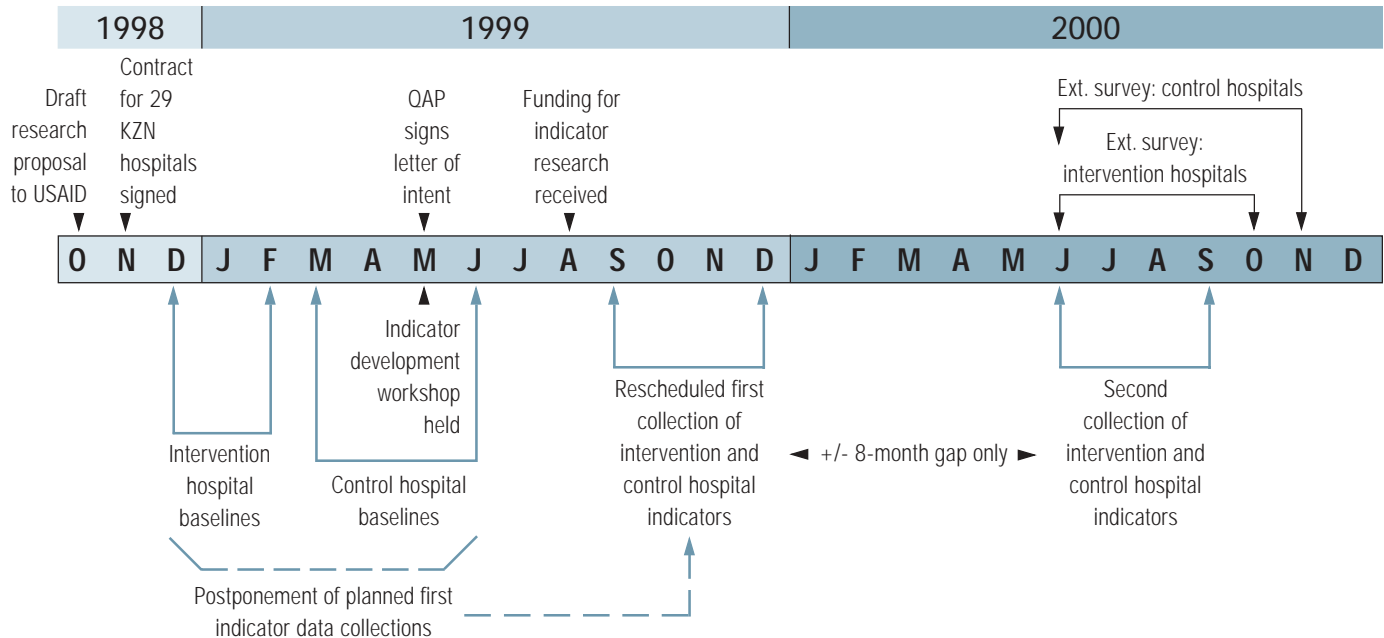 1998 1999 2000
Draft
research
proposal
to USAID
Contract
for 29
KZN
hospitals
signed
QAP
signs
letter of
intent
Funding for
indicator
research
received
Ext. survey: control hospitals
Ext. survey:
intervention hospitals
O N D J F M A M J J A S O N D J F M A M J J A S O N D
Intervention
hospital
baselines
Control hospital
baselines
Indicator
development
workshop
held
Rescheduled first
collection of
intervention and
control hospital
indicators
+/- 8-month gap only
Second
collection of
intervention and
control hospital
indicators
Postponement of planned first
indicator data collections